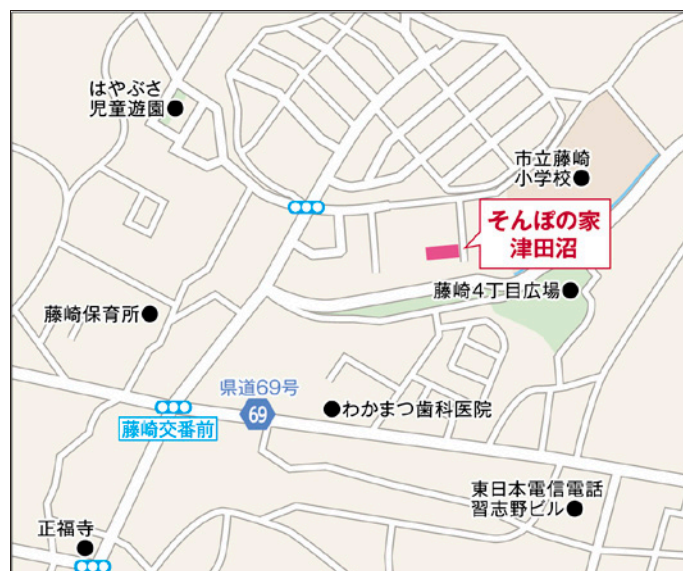 はやぶさ
児童遊園
市立藤崎
小学校
そんぽの家
津田沼
藤崎4丁目広場
藤崎保育所
県道69号
69
わかまつ歯科医院
藤崎交番前
東日本電信電話
習志野ビル
正福寺